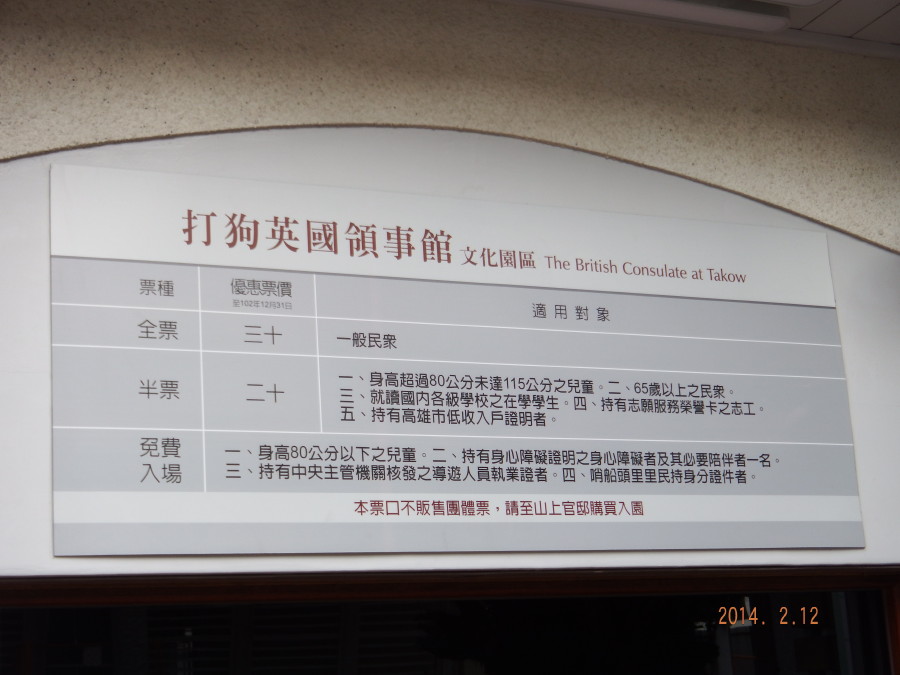 打狗英國領事館 文化園區 The British Consulate at Takow
票種 優惠票價 適用對象
至102年12月31日
全票 三十 一般民眾
半票 二十 一、身高超過80公分未達115公分之兒童。二、65歲以上之民眾。
三、就讀國内各級學校之在學學生。四、持有志願服務榮譽卡之志工。
五、持有高雄市低收入戶證明者。
免費 一、身高80公分以下之兒童。二、持有身心障礙證明之身心障礙者及其必要陪伴者一名。
入場 三、持有中央主管機關核發之導遊人員執業證者。四、哨船頭里里民持身分證件者。
本票口不販售團體票，請至山上官邸購買入園
2014. 2.12